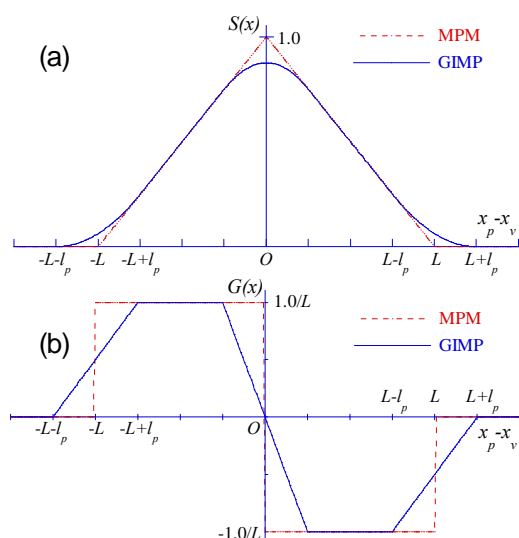 S(x)
1.0
MPM
GIMP
(a)
x_p-x_v
-L-l_p -L -L+l_p O L-l_p L L+l_p
G(x)
1.0/L
MPM
GIMP
(b)
L-l_p L L+l_p
-L-l_p -L -L+l_p O x_p-x_v
-1.0/L